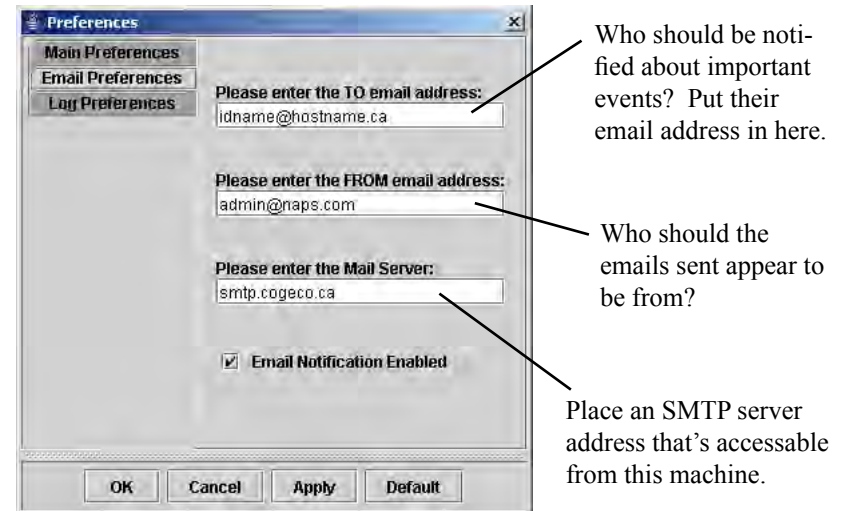 Preferences
Main Preferences
Email Preferences
Log Preferences
Please enter the TO email address:
idname@hostname.ca
Please enter the FROM email address:
admin@naps.com
Please enter the Mail Server:
smtp.cogeco.ca
Email Notification Enabled
OK Cancel Apply Default
Who should be noti-
fied about important
events? Put their
email address in here.
Who should the
emails sent appear to
be from?
Place an SMTP server
address that's accessable
from this machine.